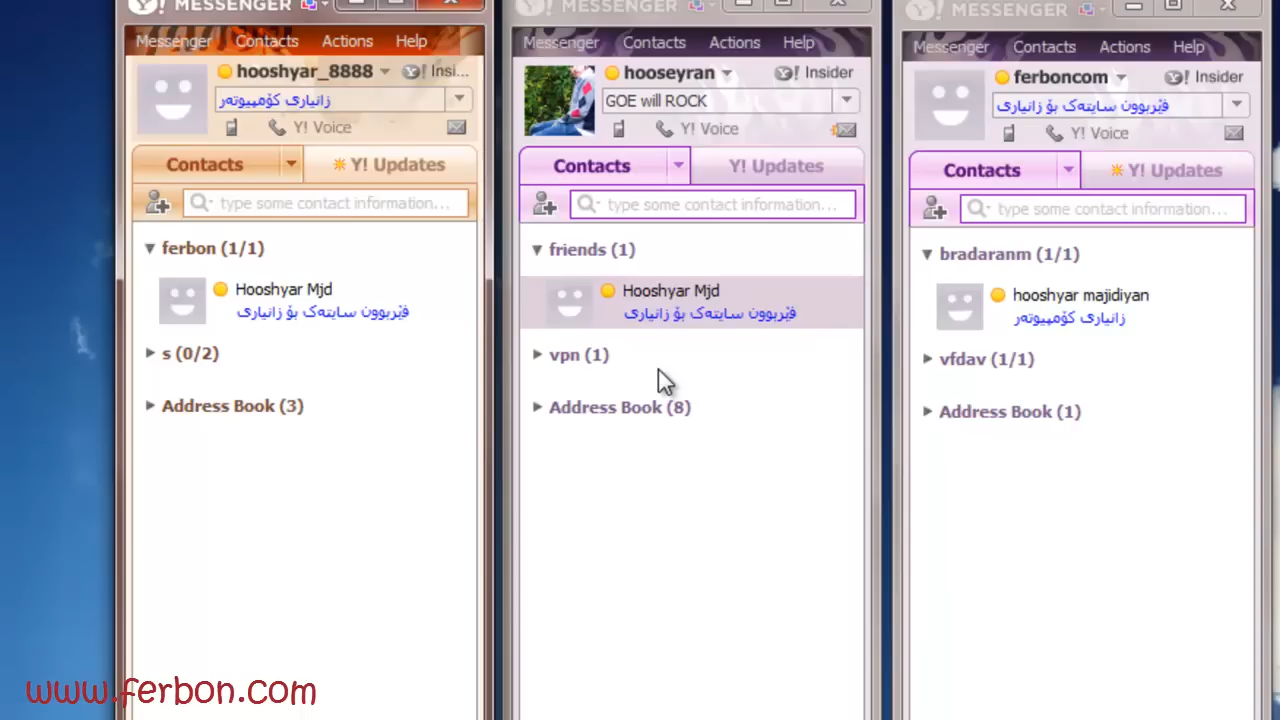 Y! MESSENGER
Messenger Contacts Actions Help
hooshyar_8888 Y! Insi...
زانیاری کۆمپیوتەر
Y! Voice
Contacts Y! Updates
type some contact information...
ferbon (1/1)
Hooshyar Mjd
فێربوون سایتەک بۆ زانیاری
s (0/2)
Address Book (3)
Y! MESSENGER
Messenger Contacts Actions Help
hooseyran Y! Insider
GOE will ROCK
Y! Voice
Contacts Y! Updates
type some contact information...
friends (1)
Hooshyar Mjd
فێربوون سایتەک بۆ زانیاری
vpn (1)
Address Book (8)
Y! MESSENGER
Messenger Contacts Actions Help
ferboncom Y! Insider
فێربوون سایتەک بۆ زانیاری
Y! Voice
Contacts Y! Updates
type some contact information...
bradaranm (1/1)
hooshyar majidiyan
زانیاری کۆمپیوتەر
vfdav (1/1)
Address Book (1)
www.ferbon.com